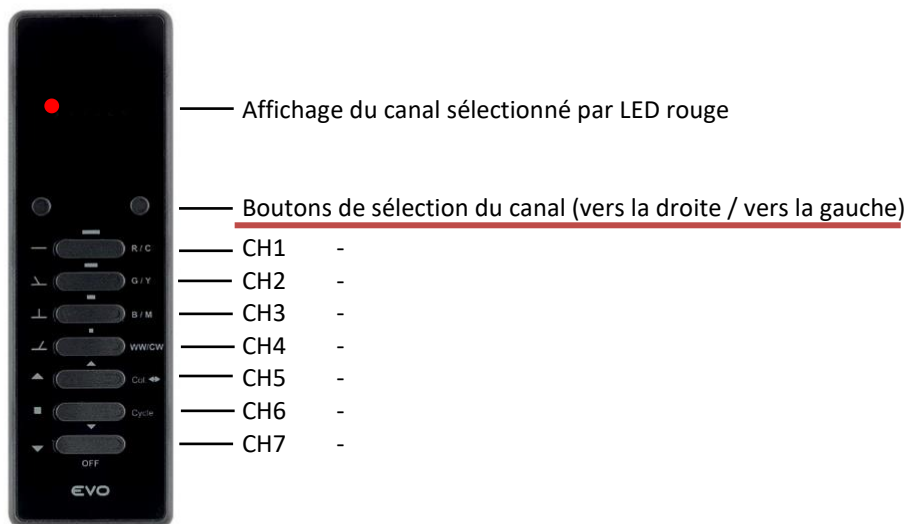 Affichage du canal sélectionné par LED rouge
Boutons de sélection du canal (vers la droite / vers la gauche)
R / C CH1 -
G / Y CH2 -
B / M CH3 -
WW/CW CH4 -
Col. CH5 -
Cycle CH6 -
CH7 -
OFF
EVO